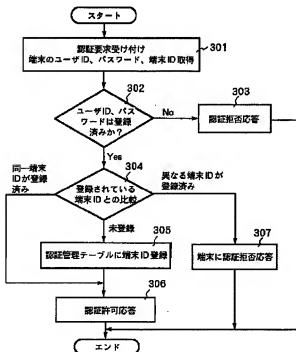 スタート
認証要求受け付け
端末のユーザID、パスワード、端末ID取得
301
302
ユーザID、パス
ワードは登録
済みか?
No
303
認証拒否応答
Yes
同一端末
IDが登録
済み
304
登録されている
端末IDとの比較
異なる端末IDが
登録済み
未登録
305
認証管理テーブルに端末ID登録
307
端末に認証拒否応答
306
認証許可応答
エンド